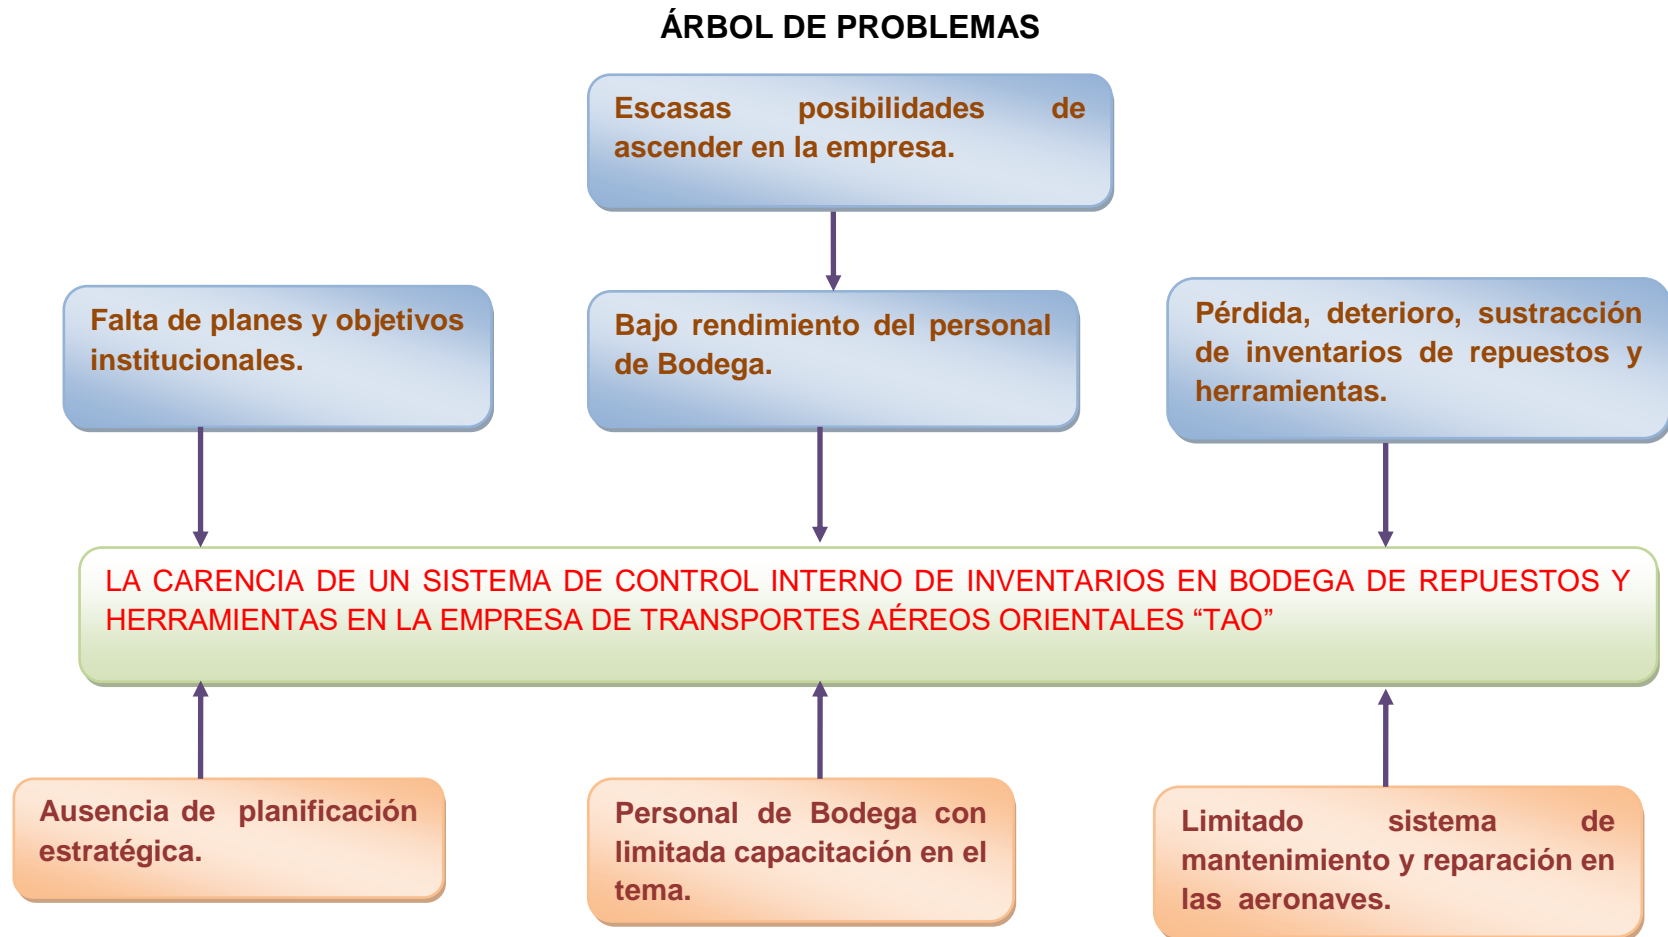 ÁRBOL DE PROBLEMAS
Escasas posibilidades de
ascender en la empresa.
Falta de planes y objetivos
institucionales.
Bajo rendimiento del personal
de Bodega.
Pérdida, deterioro, sustracción
de inventarios de repuestos y
herramientas.
LA CARENCIA DE UN SISTEMA DE CONTROL INTERNO DE INVENTARIOS EN BODEGA DE REPUESTOS Y
HERRAMIENTAS EN LA EMPRESA DE TRANSPORTES AÉREOS ORIENTALES “TAO”
Ausencia de planificación
estratégica.
Personal de Bodega con
limitada capacitación en el
tema.
Limitado sistema de
mantenimiento y reparación en
las aeronaves.